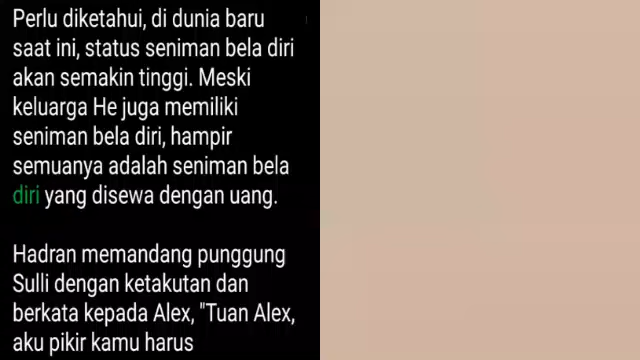 Perlu diketahui, di dunia baru
saat ini, status seniman bela diri
akan semakin tinggi. Meski
keluarga He juga memiliki
seniman bela diri, hampir
semuanya adalah seniman bela
diri yang disewa dengan uang.
Hadran memandang punggung
Sulli dengan ketakutan dan
berkata kepada Alex, "Tuan Alex,
aku pikir kamu harus